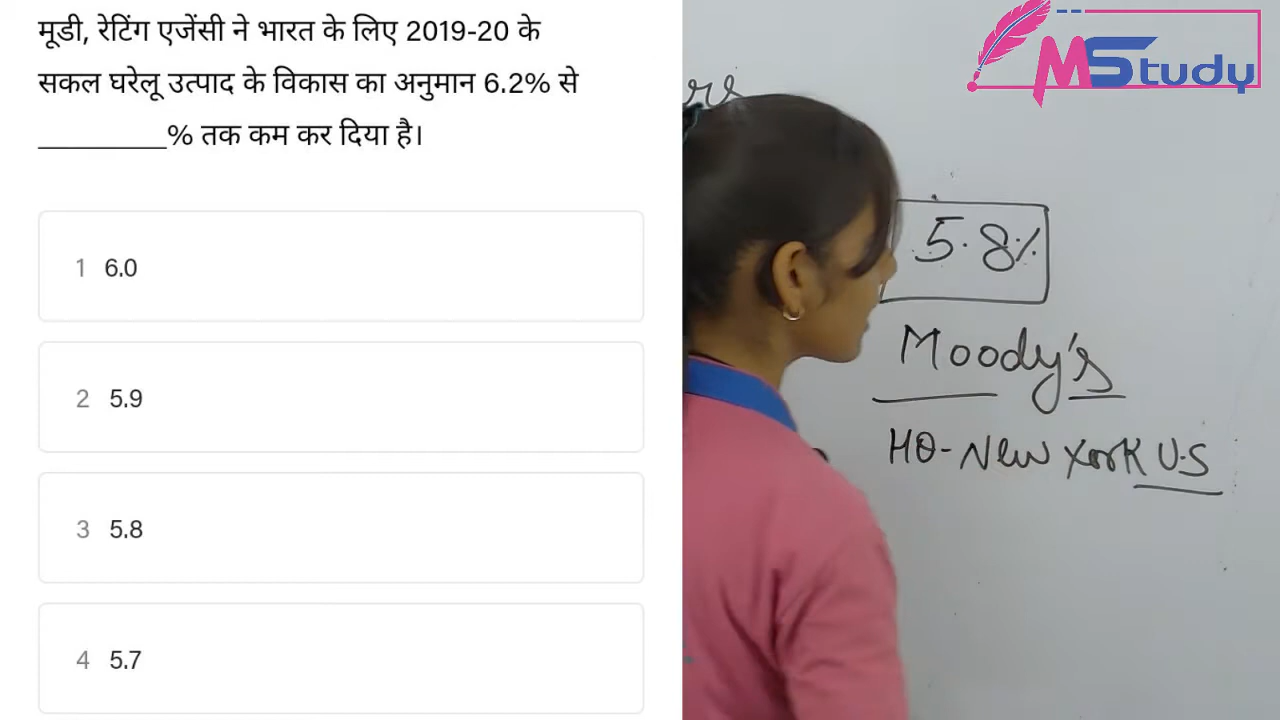 मूडी, रेटिंग एजेंसी ने भारत के लिए 2019-20 के
सकल घरेलू उत्पाद के विकास का अनुमान 6.2% से
_________% तक कम कर दिया है।
1 6.0
2 5.9
3 5.8
4 5.7
MStudy
5.8%
Moody's
HO-New York U.S